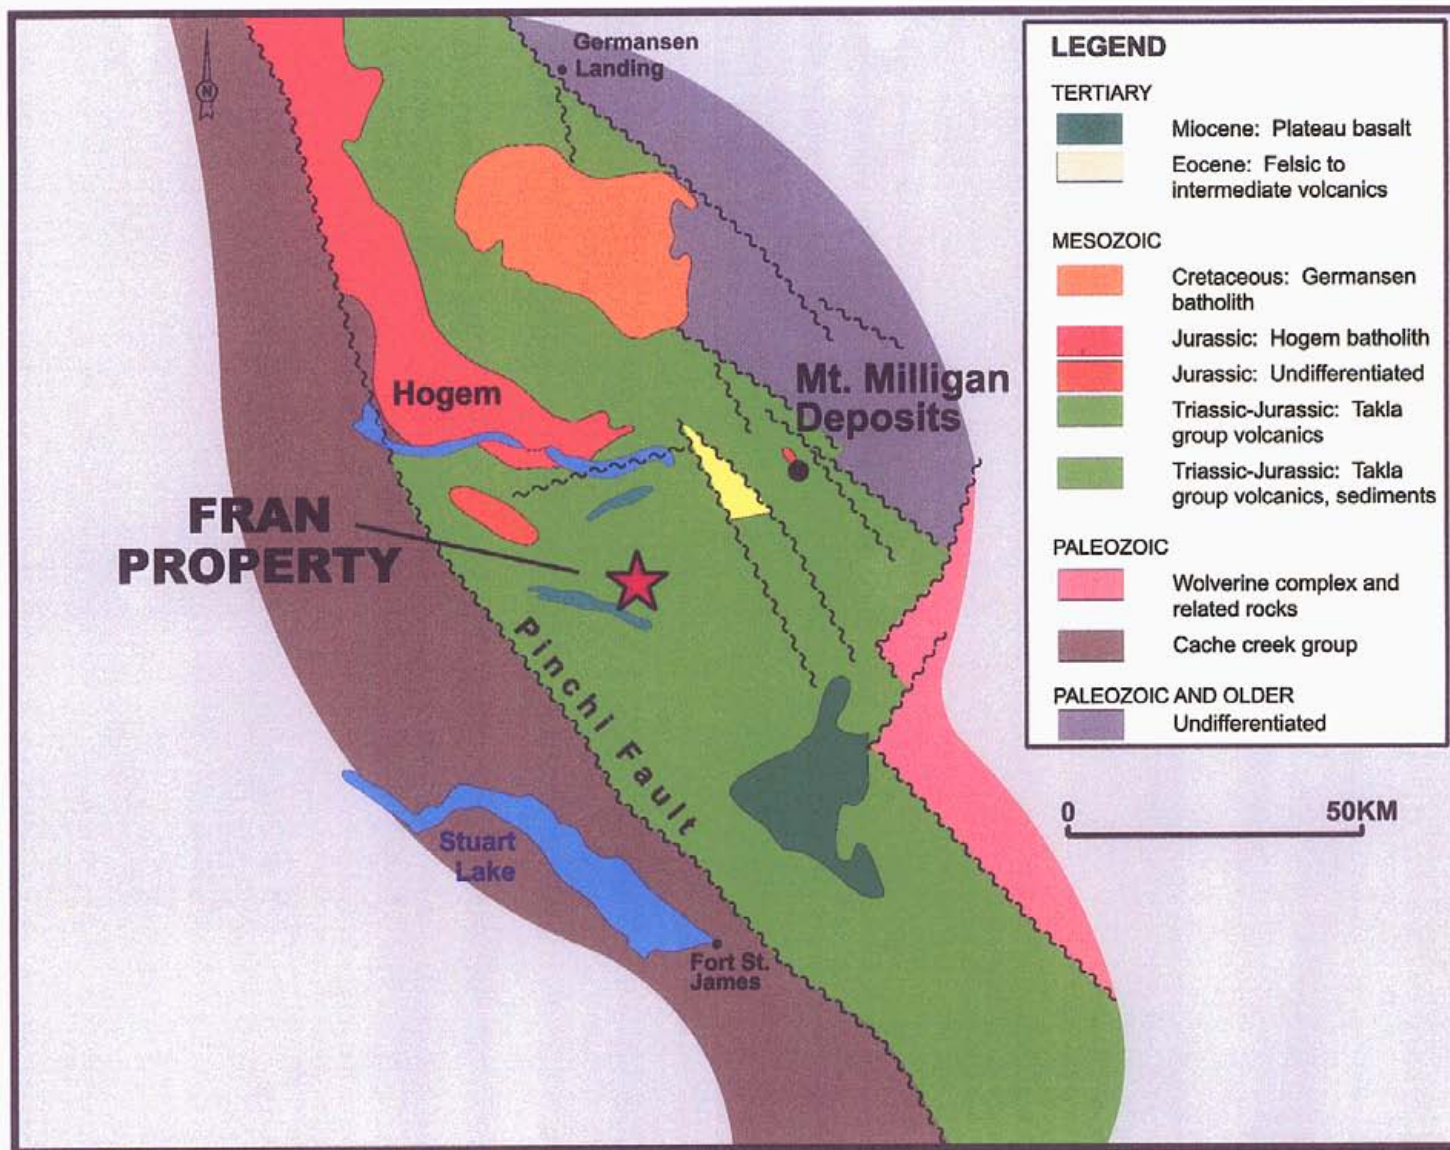 N
Germansen
Landing
Hogem
Mt. Milligan
Deposits
FRAN
PROPERTY
Pinchi Fault
Stuart
Lake
Fort St.
James
LEGEND
TERTIARY
Miocene: Plateau basalt
Eocene: Felsic to
intermediate volcanics
MESOZOIC
Cretaceous: Germansen
batholith
Jurassic: Hogem batholith
Jurassic: Undifferentiated
Triassic-Jurassic: Takla
group volcanics
Triassic-Jurassic: Takla
group volcanics, sediments
PALEOZOIC
Wolverine complex and
related rocks
Cache creek group
PALEOZOIC AND OLDER
Undifferentiated
0 50KM